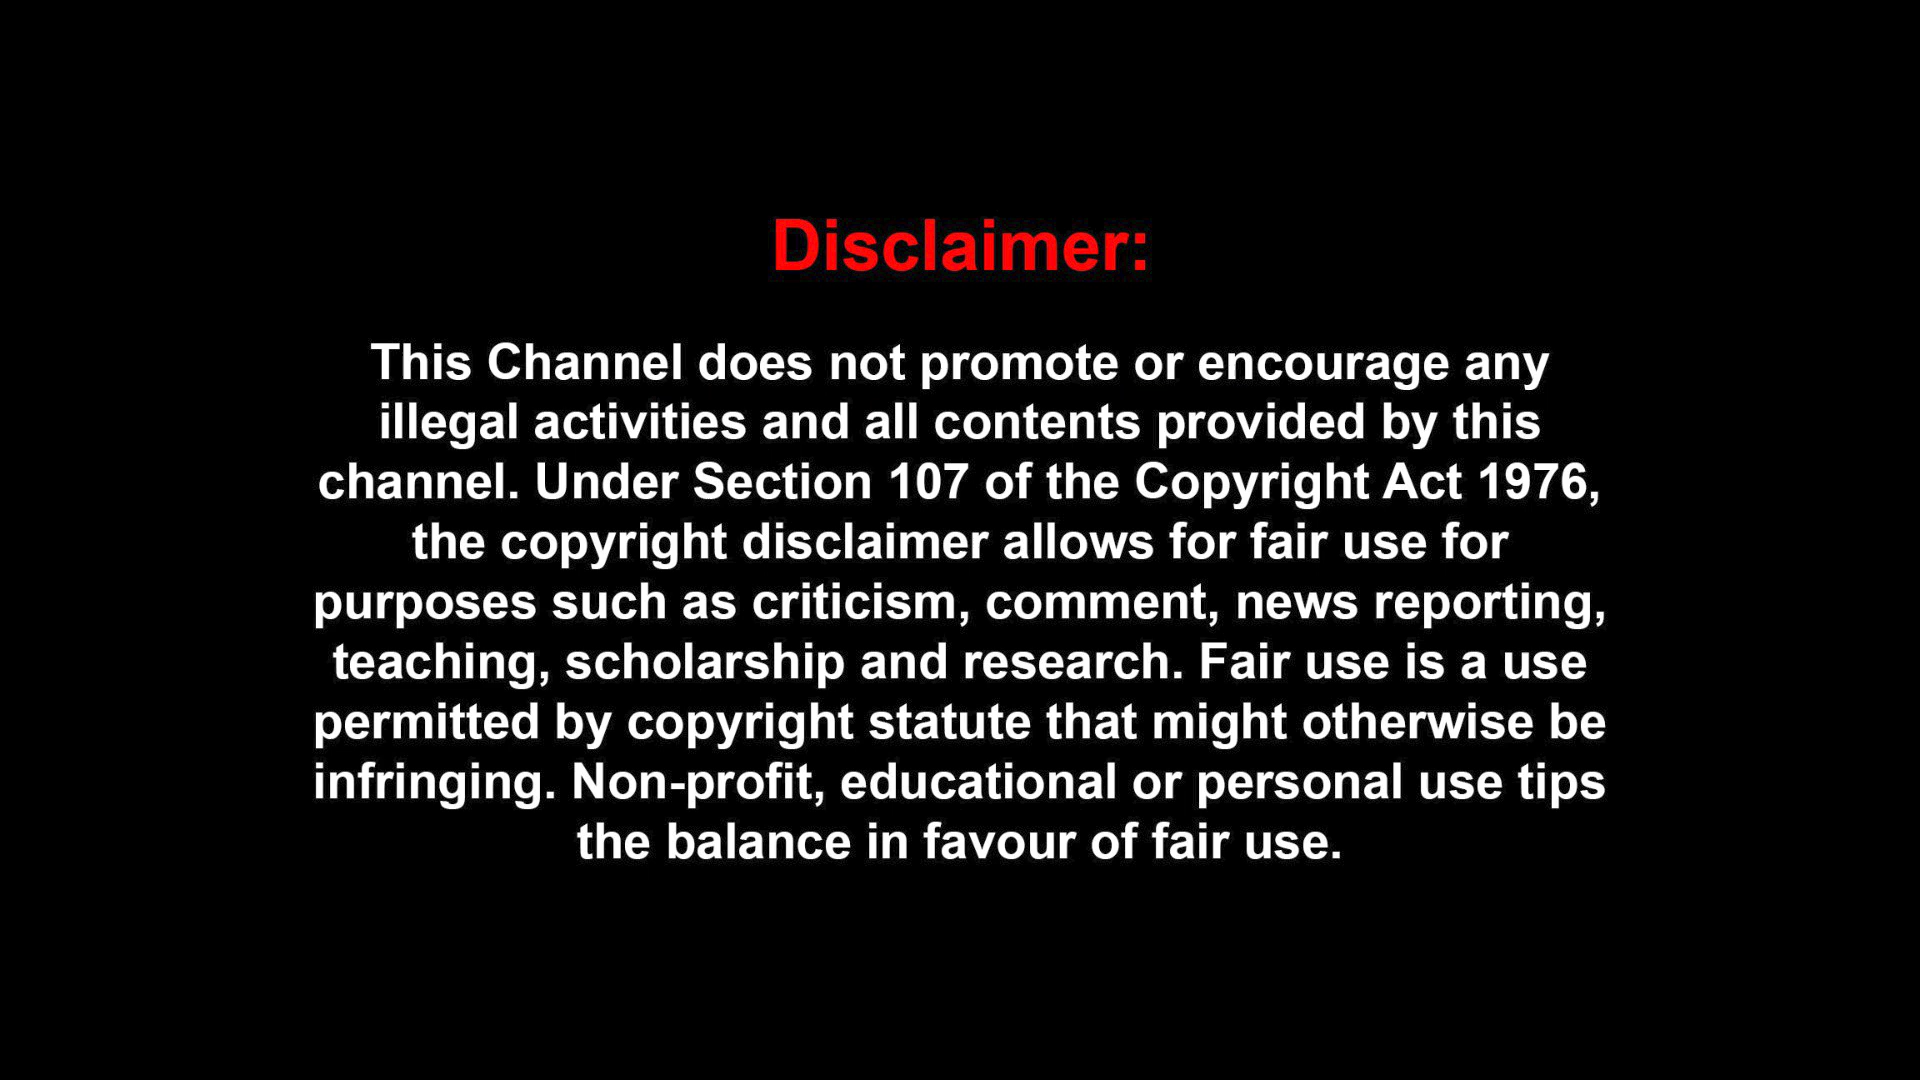 Disclaimer:
This Channel does not promote or encourage any
illegal activities and all contents provided by this
channel. Under Section 107 of the Copyright Act 1976,
the copyright disclaimer allows for fair use for
purposes such as criticism, comment, news reporting,
teaching, scholarship and research. Fair use is a use
permitted by copyright statute that might otherwise be
infringing. Non-profit, educational or personal use tips
the balance in favour of fair use.